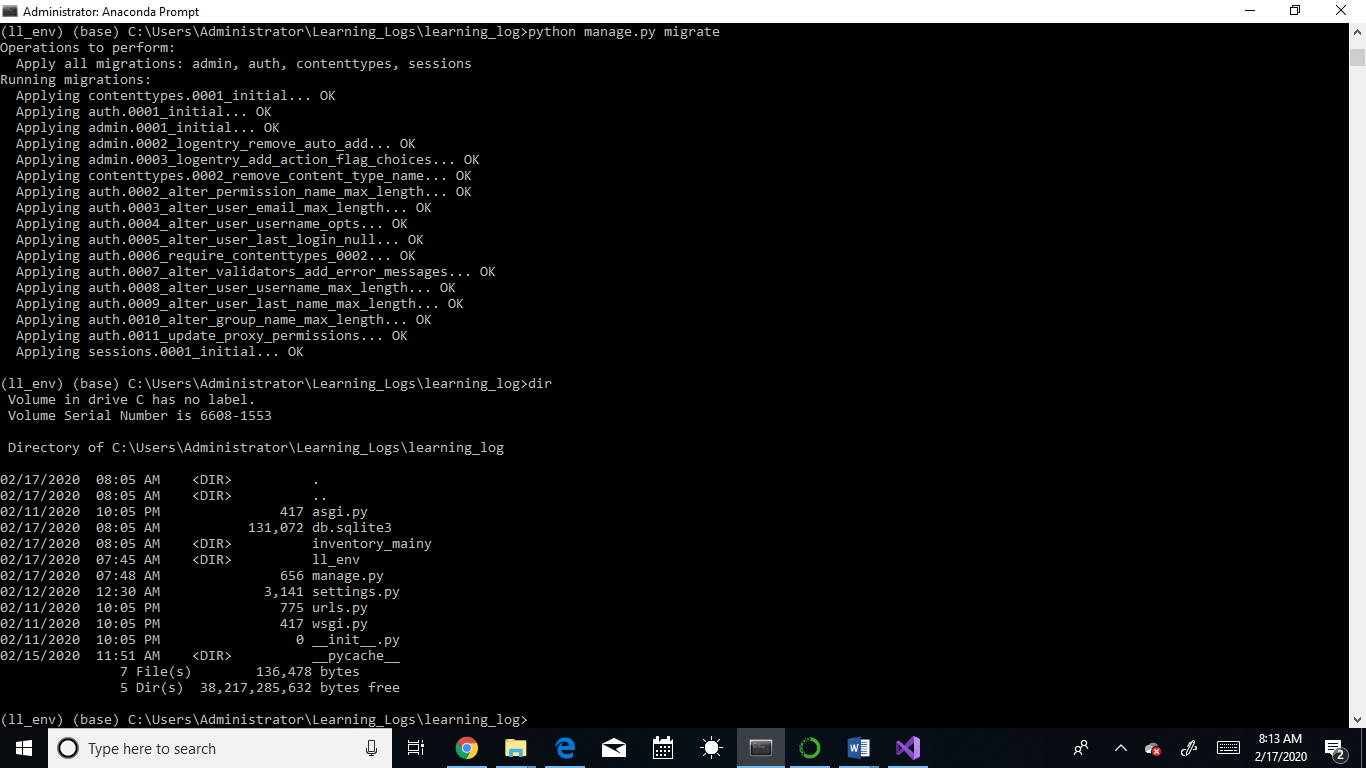 Administrator: Anaconda Prompt
(ll_env) (base) C:\Users\Administrator\Learning_Logs\learning_log>python manage.py migrate
Operations to perform:
  Apply all migrations: admin, auth, contenttypes, sessions
Running migrations:
  Applying contenttypes.0001_initial... OK
  Applying auth.0001_initial... OK
  Applying admin.0001_initial... OK
  Applying admin.0002_logentry_remove_auto_add... OK
  Applying admin.0003_logentry_add_action_flag_choices... OK
  Applying contenttypes.0002_remove_content_type_name... OK
  Applying auth.0002_alter_permission_name_max_length... OK
  Applying auth.0003_alter_user_email_max_length... OK
  Applying auth.0004_alter_user_username_opts... OK
  Applying auth.0005_alter_user_last_login_null... OK
  Applying auth.0006_require_contenttypes_0002... OK
  Applying auth.0007_alter_validators_add_error_messages... OK
  Applying auth.0008_alter_user_username_max_length... OK
  Applying auth.0009_alter_user_last_name_max_length... OK
  Applying auth.0010_alter_group_name_max_length... OK
  Applying auth.0011_update_proxy_permissions... OK
  Applying sessions.0001_initial... OK
(ll_env) (base) C:\Users\Administrator\Learning_Logs\learning_log>dir
 Volume in drive C has no label.
 Volume Serial Number is 6608-1553
 Directory of C:\Users\Administrator\Learning_Logs\learning_log
02/17/2020  08:05 AM    <DIR>          .
02/17/2020  08:05 AM    <DIR>          ..
02/11/2020  10:05 PM               417 asgi.py
02/17/2020  08:05 AM           131,072 db.sqlite3
02/17/2020  08:05 AM    <DIR>          inventory_mainy
02/17/2020  07:45 AM    <DIR>          ll_env
02/17/2020  07:48 AM               656 manage.py
02/12/2020  12:30 AM             3,141 settings.py
02/11/2020  10:05 PM               775 urls.py
02/11/2020  10:05 PM               417 wsgi.py
02/11/2020  10:05 PM                 0 __init__.py
02/15/2020  11:51 AM    <DIR>          __pycache__
               7 File(s)        136,478 bytes
               5 Dir(s)  38,217,285,632 bytes free
(ll_env) (base) C:\Users\Administrator\Learning_Logs\learning_log>
Type here to search
8:13 AM
2/17/2020
2